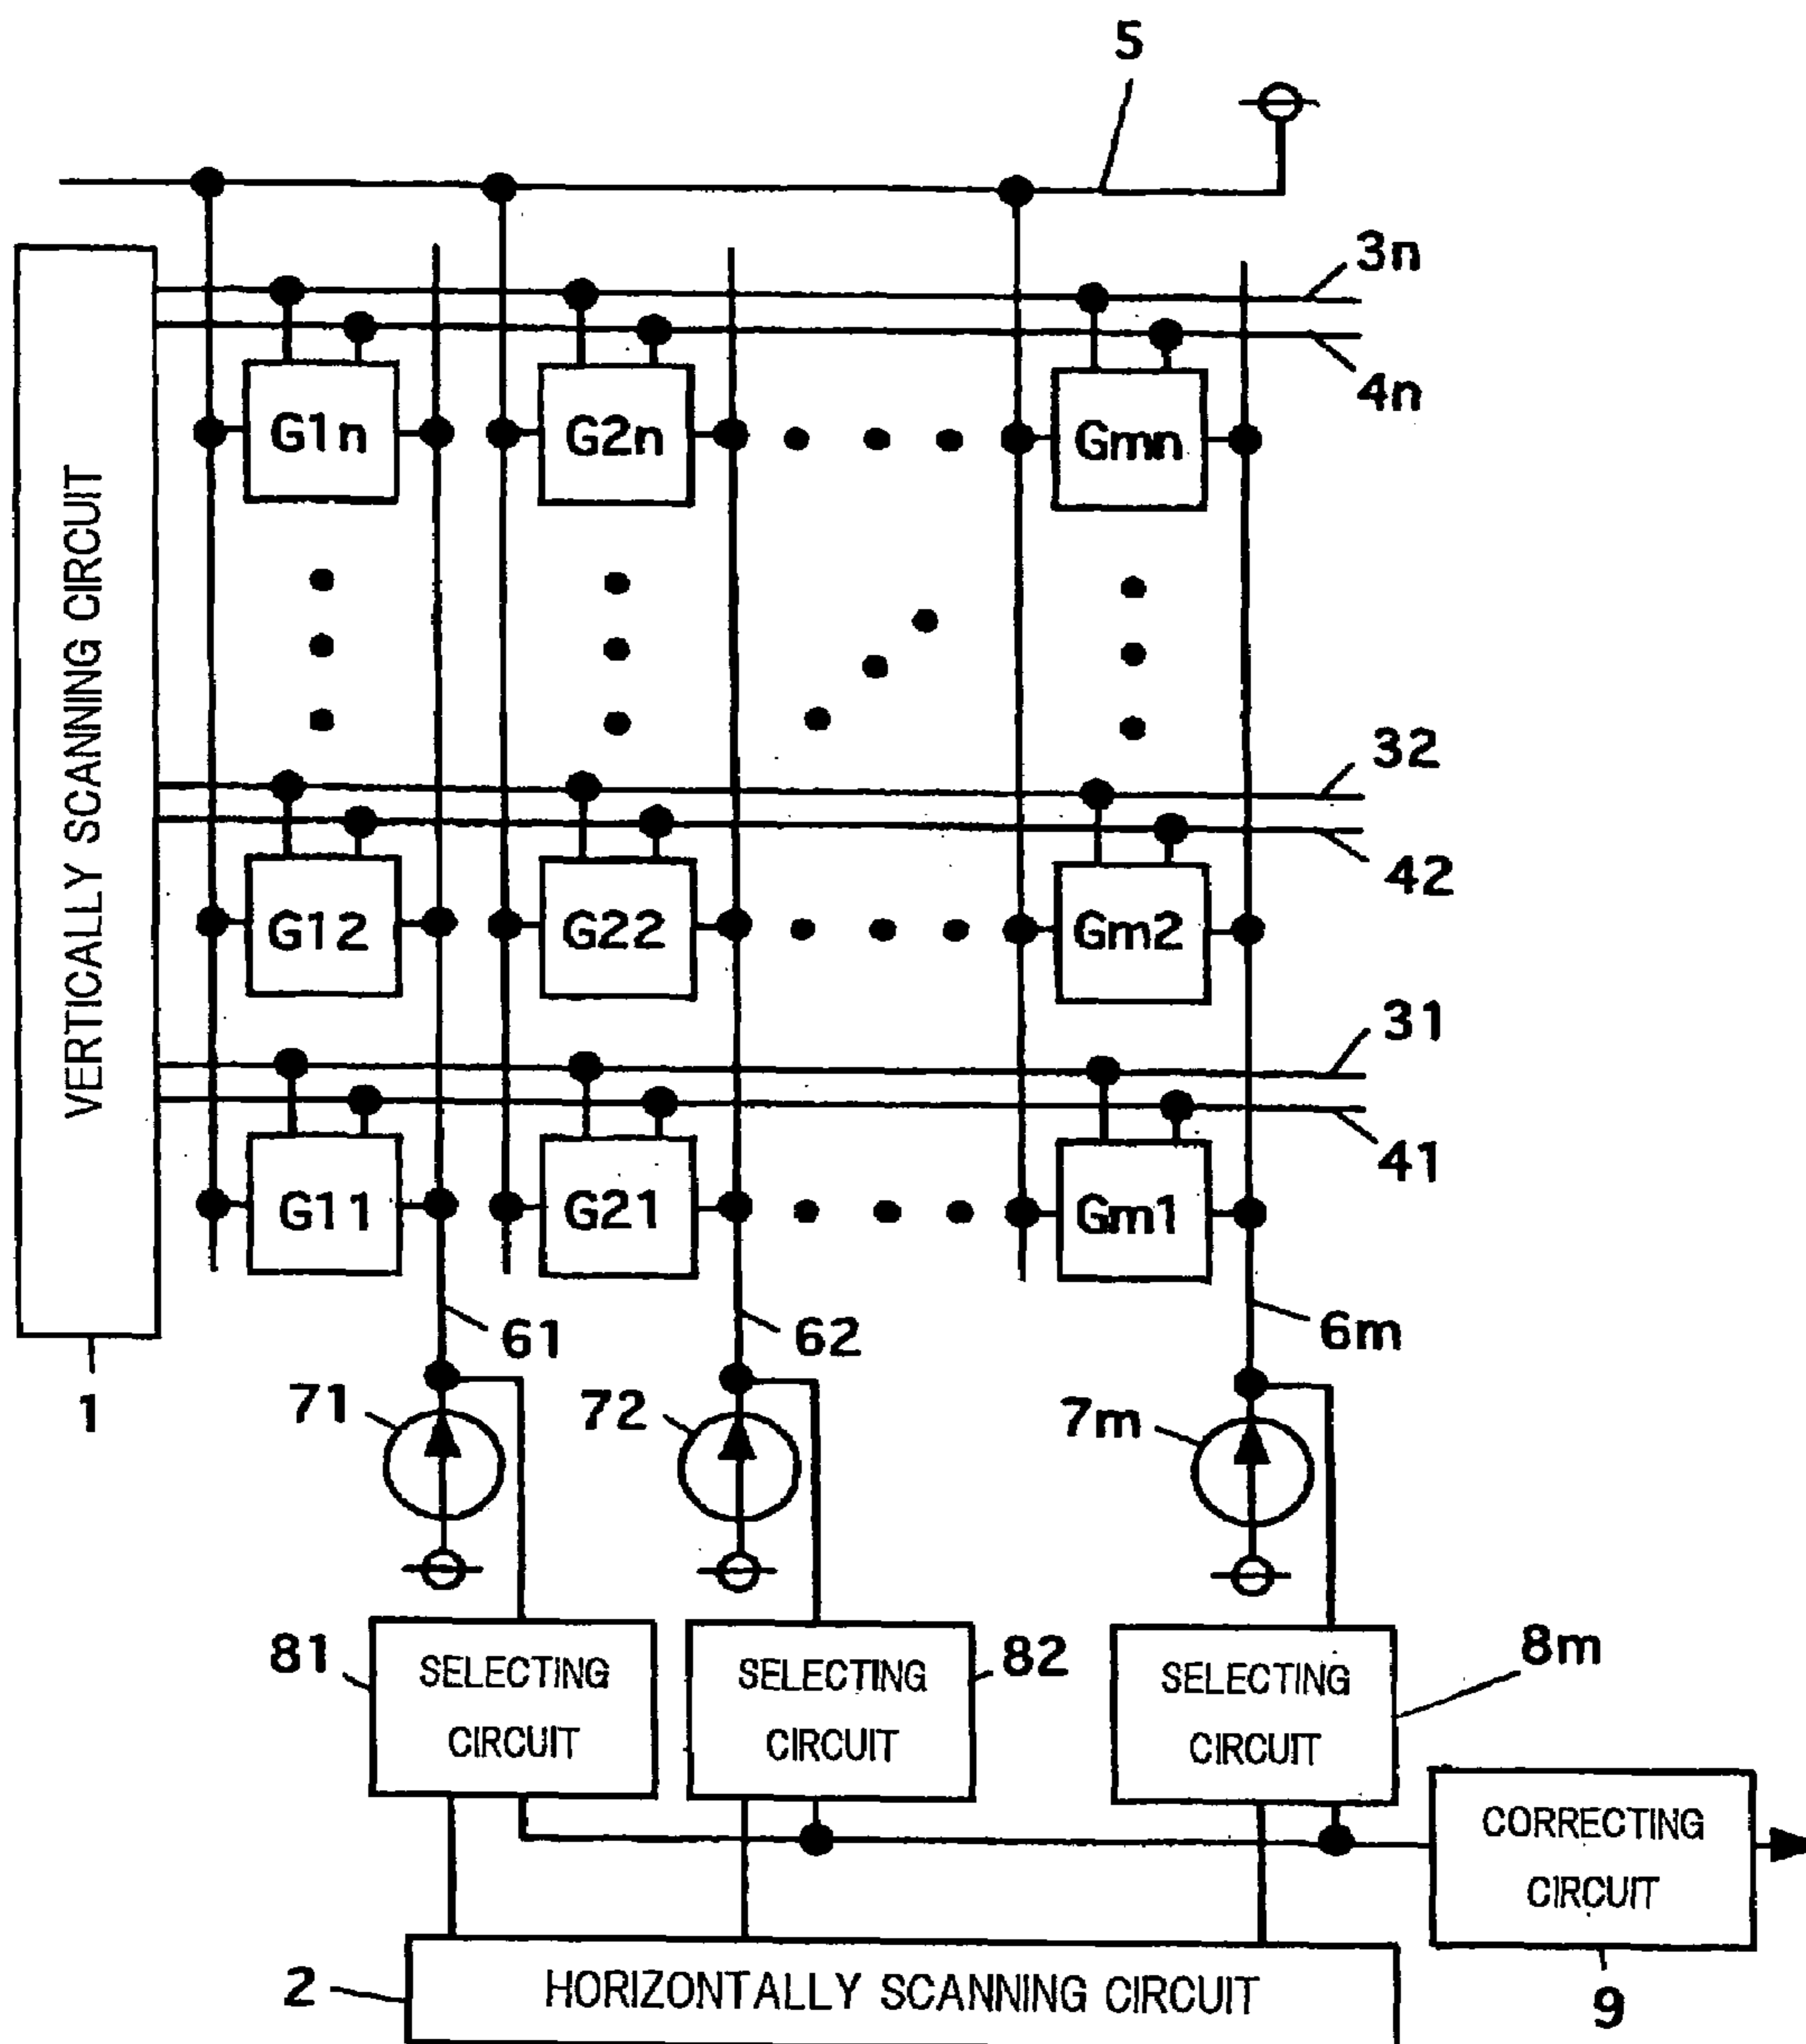 5
3n
4n
G1n G2n Gmn
VERTICALLY SCANNING CIRCUIT
32
42
G12 G22 Gm2
31
41
G11 G21 Gm1
61 62 6m
1
71 72 7m
81 SELECTING CIRCUIT
SELECTING CIRCUIT 82
SELECTING CIRCUIT 8m
CORRECTING CIRCUIT
9
2 HORIZONTALLY SCANNING CIRCUIT